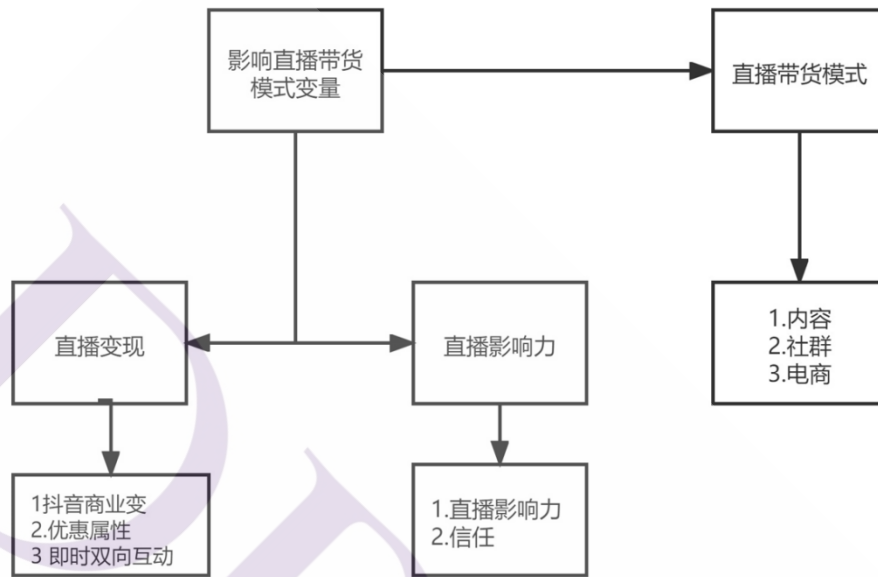 影响直播带货
模式变量
直播带货模式
直播变现
直播影响力
1.内容
2.社群
3.电商
1抖音商业变
2.优惠属性
3 即时双向互动
1.直播影响力
2.信任